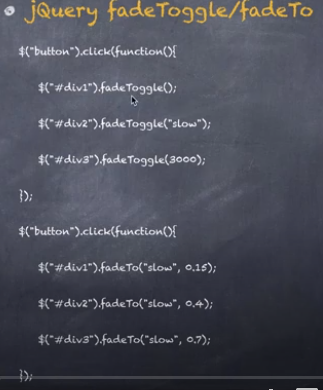 jQuery fadeToggle/fadeTo
$("button").click(function(){
$("#div1").fadeToggle();
$("#div2").fadeToggle("slow");
$("#div3").fadeToggle(3000);
});
$("button").click(function(){
$("#div1").fadeTo("slow", 0.15);
$("#div2").fadeTo("slow", 0.4);
$("#div3").fadeTo("slow", 0.7);
});